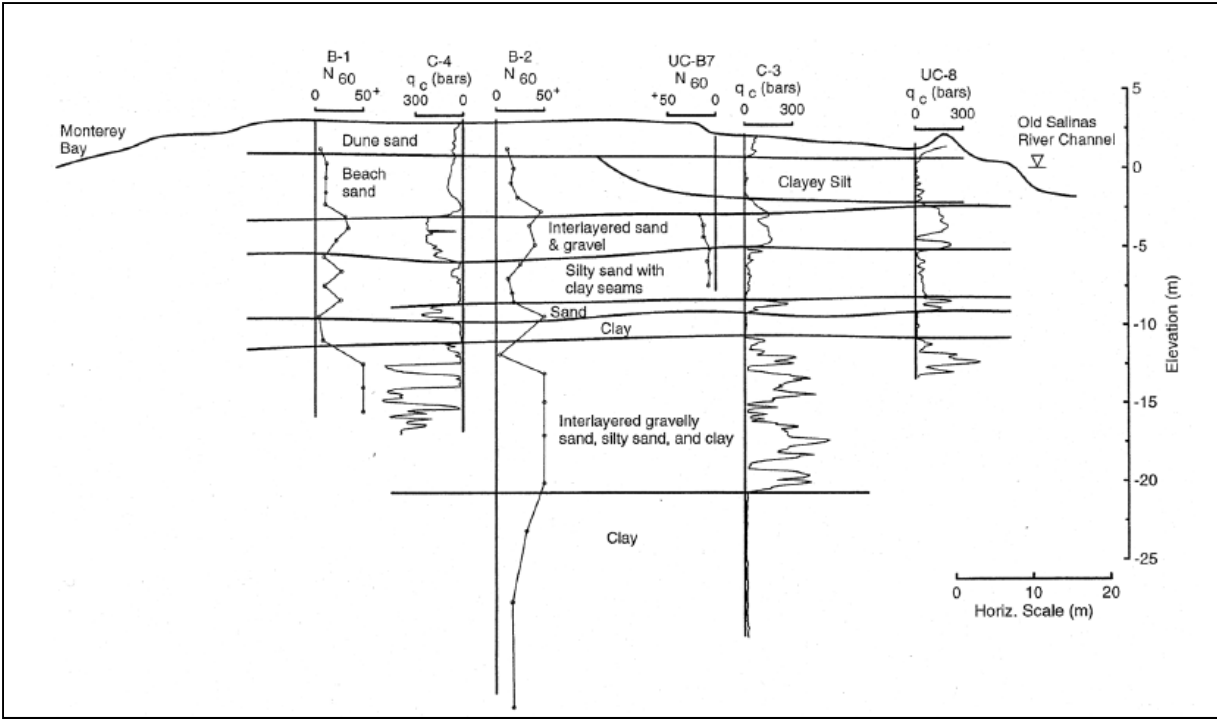 B-1
N 60
0 50+
C-4
q c (bars)
300 0
B-2
N 60
0 50+
UC-B7
N 60
+50 0
C-3
q c (bars)
0 300
UC-8
q c (bars)
0 300
Monterey
Bay
Old Salinas
River Channel
Dune sand
Beach
sand
Clayey Silt
Interlayered sand
& gravel
Silty sand with
clay seams
Sand
Clay
Interlayered gravelly
sand, silty sand, and clay
Clay
5
0
-5
-10
-15
-20
-25
Elevation (m)
0 10 20
Horiz. Scale (m)